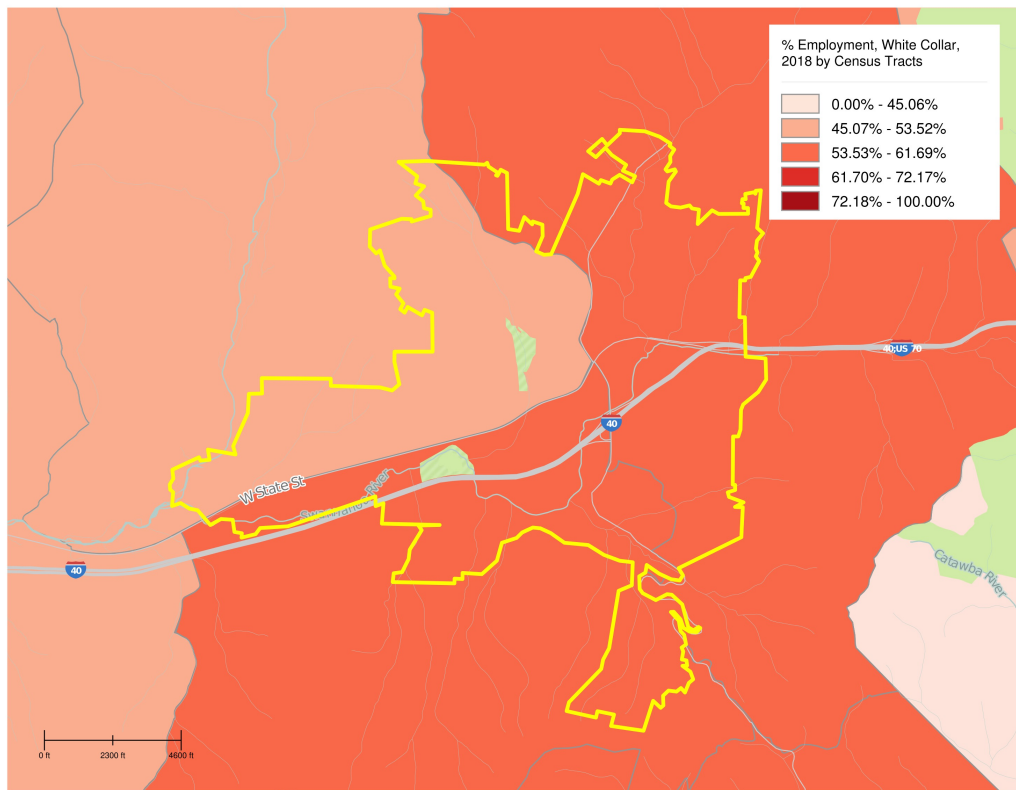 % Employment, White Collar,
2018 by Census Tracts
0.00% - 45.06%
45.07% - 53.52%
53.53% - 61.69%
61.70% - 72.17%
72.18% - 100.00%
40;US 70
40
W State St
Swannanoa River
40
Catawba River
0 ft
2300 ft
4600 ft